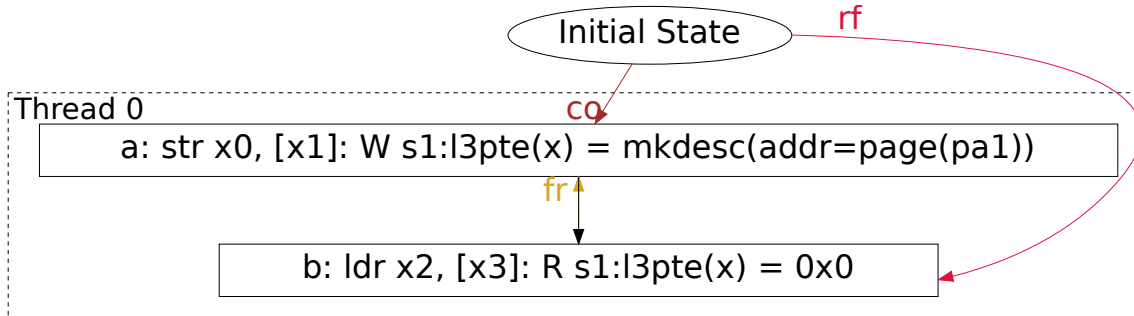 Initial State
rf
Thread 0
co
a: str x0, [x1]: W s1:l3pte(x) = mkdesc(addr=page(pa1))
fr
b: ldr x2, [x3]: R s1:l3pte(x) = 0x0